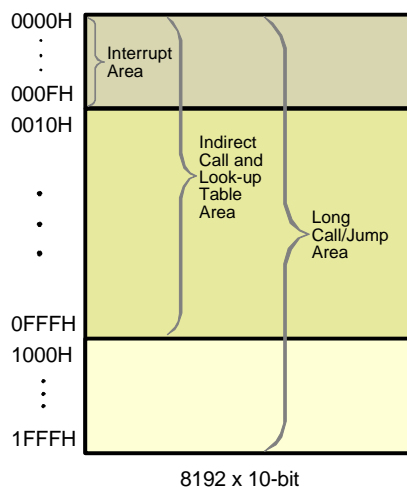 0000H
Interrupt
Area
000FH
0010H
Indirect
Call and
Look-up
Table
Area
Long
Call/Jump
Area
0FFFH
1000H
1FFFH
8192 x 10-bit